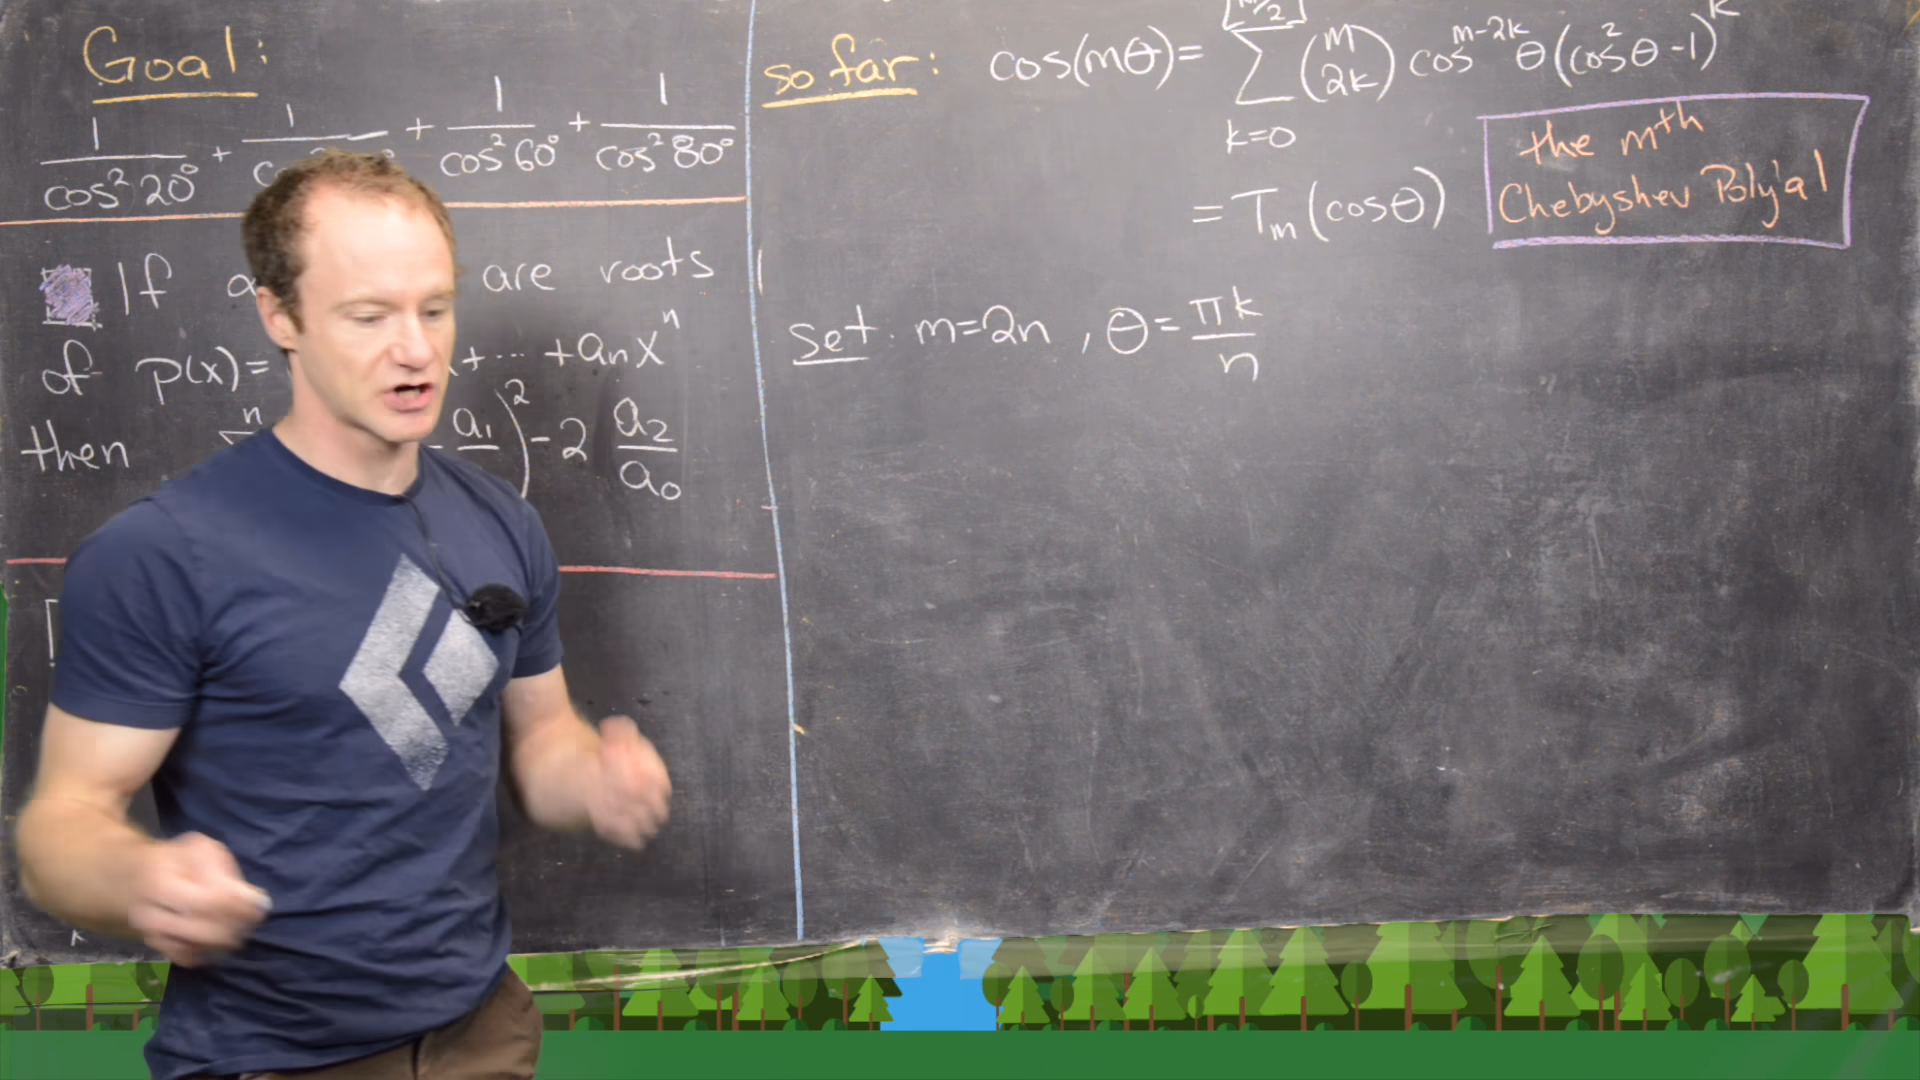 Goal:
1/cos²20° + 1/c + 1/cos²60° + 1/cos²80°
If are roots
of p(x)= + ··· + aₙxⁿ
then n - a₁ )² - 2 a₂/a₀
so far: cos(mθ) = ∑ k=0 (m 2k) cos^(m-2k) θ (cos²θ - 1)^k
= Tₘ(cosθ)
the mth
Chebyshev Poly'al
set: m=2n , θ = πk/n